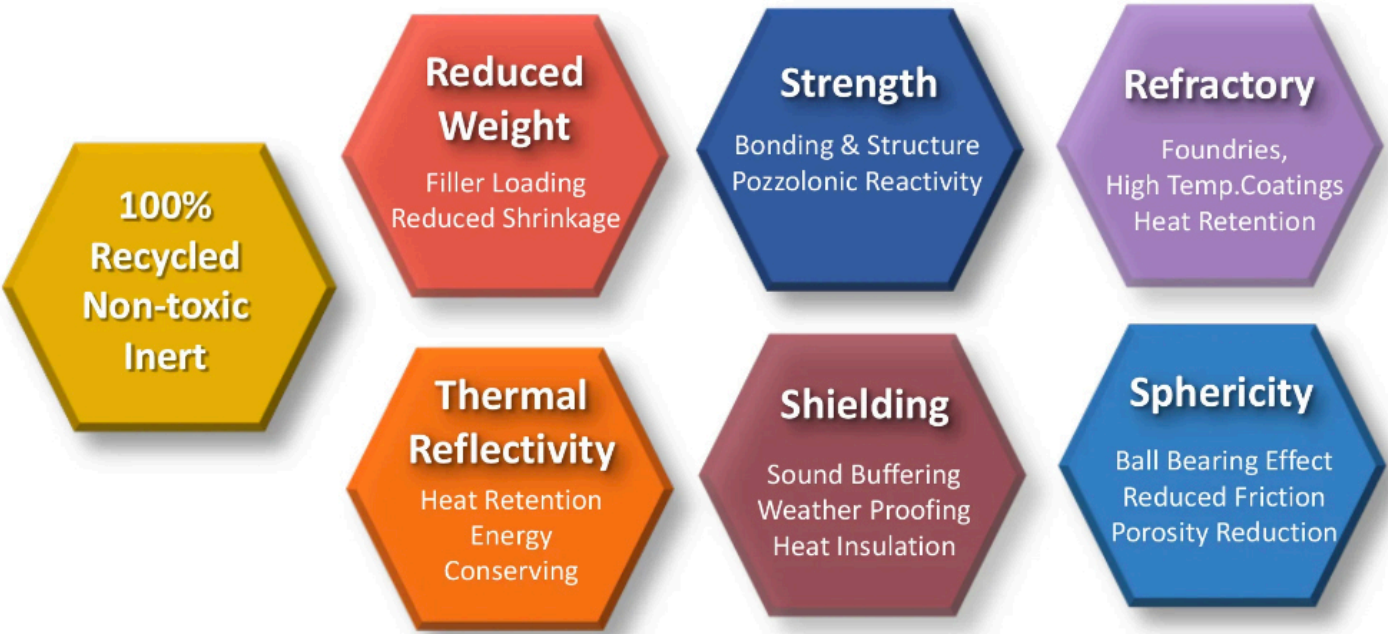 100%
Recycled
Non-toxic
Inert
Reduced
Weight
Filler Loading
Reduced Shrinkage
Strength
Bonding & Structure
Pozzolonic Reactivity
Refractory
Foundries,
High Temp.Coatings
Heat Retention
Thermal
Reflectivity
Heat Retention
Energy
Conserving
Shielding
Sound Buffering
Weather Proofing
Heat Insulation
Sphericity
Ball Bearing Effect
Reduced Friction
Porosity Reduction